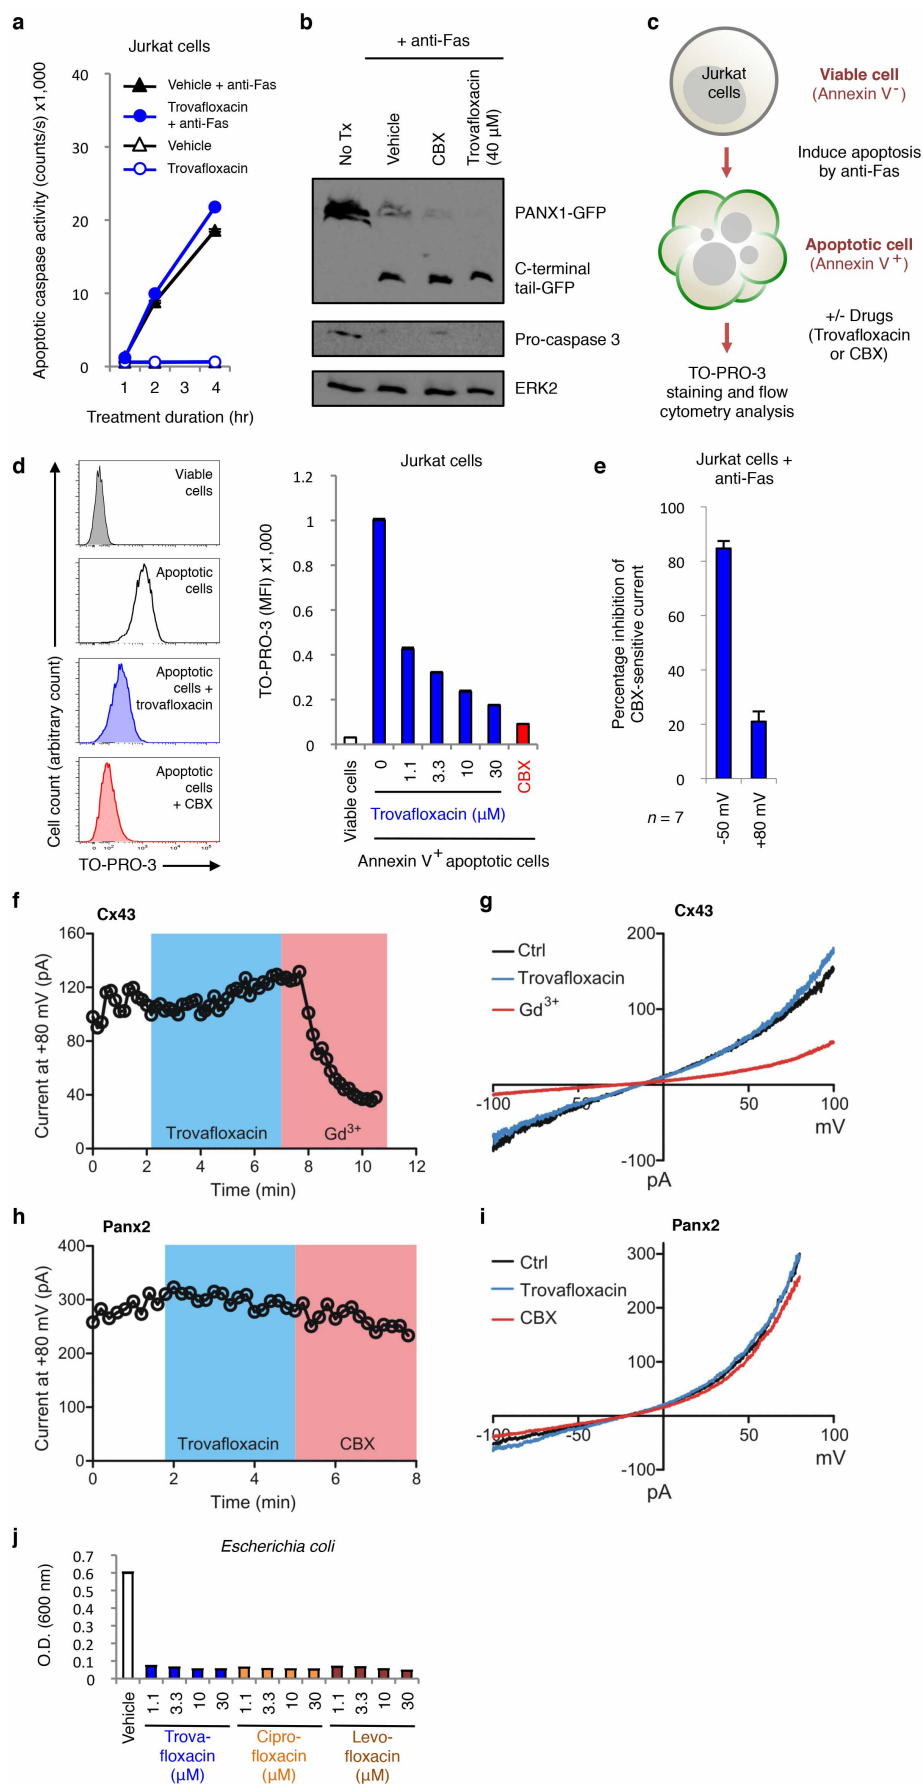 a
Jurkat cells
Apoptotic caspase activity (counts/s) x1,000
40
30
20
10
0
Vehicle + anti-Fas
Trovafloxacin
+ anti-Fas
Vehicle
Trovafloxacin
1 2 3 4
Treatment duration (hr)
b
+ anti-Fas
No Tx
Vehicle
CBX
Trovafloxacin
(40 µM)
PANX1-GFP
C-terminal
tail-GFP
Pro-caspase 3
ERK2
c
Jurkat
cells
Viable cell
(Annexin V-)
Induce apoptosis
by anti-Fas
Apoptotic cell
(Annexin V+)
+/- Drugs
(Trovafloxacin
or CBX)
TO-PRO-3
staining and flow
cytometry analysis
d
Cell count (arbitrary count)
Viable
cells
Apoptotic
cells
Apoptotic
cells +
trovafloxacin
Apoptotic
cells
+ CBX
TO-PRO-3
Jurkat cells
TO-PRO-3 (MFI) x1,000
1.2
1
0.8
0.6
0.4
0.2
0
Viable cells
0 1.1 3.3 10 30
CBX
Trovafloxacin (µM)
Annexin V+ apoptotic cells
e
Jurkat cells +
anti-Fas
Percentage inhibition of
CBX-sensitive current
100
80
60
40
20
0
n = 7
-50 mV
+80 mV
f
Cx43
Current at +80 mV (pA)
160
120
80
40
0
Trovafloxacin
Gd3+
0 2 4 6 8 10 12
Time (min)
g
Cx43
Ctrl
Trovafloxacin
Gd3+
200
100
-100 -50 50 100
mV
-100
pA
h
Panx2
Current at +80 mV (pA)
400
300
200
100
0
Trovafloxacin
CBX
0 2 4 6 8
Time (min)
i
Panx2
Ctrl
Trovafloxacin
CBX
300
200
100
-100 -50 50 100
mV
-100
pA
j
Escherichia coli
O.D. (600 nm)
0.7
0.6
0.5
0.4
0.3
0.2
0.1
0
Vehicle
1.1 3.3 10 30 1.1 3.3 10 30 1.1 3.3 10 30
Trova-
floxacin
(µM)
Cipro-
floxacin
(µM)
Levo-
floxacin
(µM)